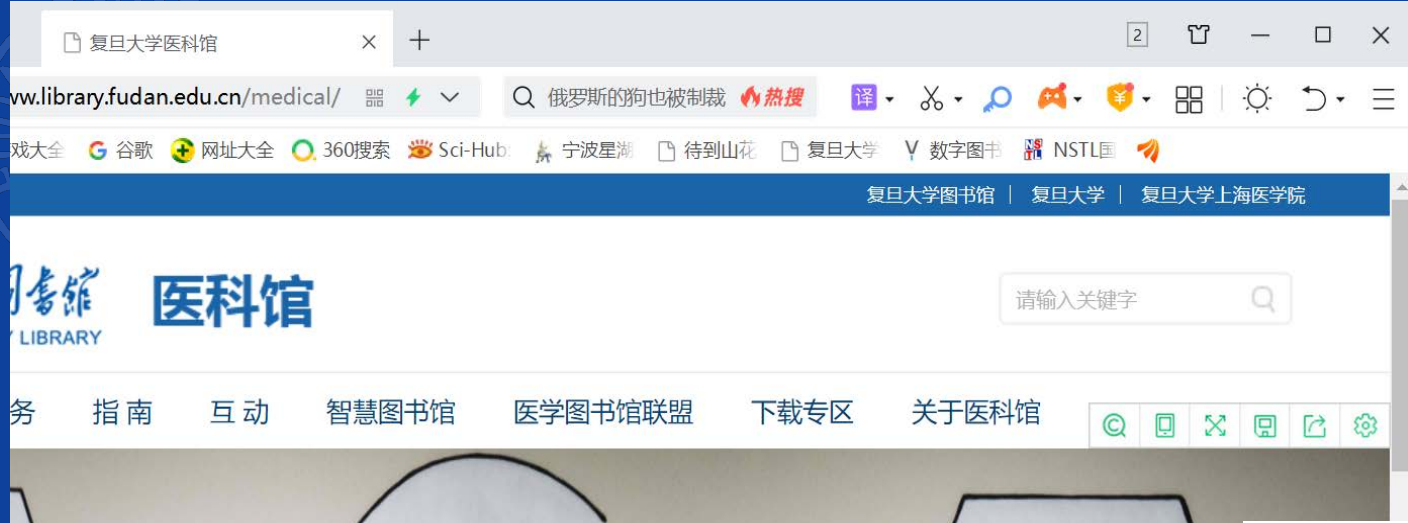 复旦大学医科馆
2
ww.library.fudan.edu.cn/medical/
俄罗斯的狗也被制裁 热搜 译
戏大全 谷歌 网址大全 360搜索 Sci-Hub: 宁波星湖 待到山花 复旦大学 数字图书 NSTL国
复旦大学图书馆 | 复旦大学 | 复旦大学上海医学院
图书馆 医科馆
请输入关键字
Y LIBRARY
务 指南 互动 智慧图书馆 医学图书馆联盟 下载专区 关于医科馆